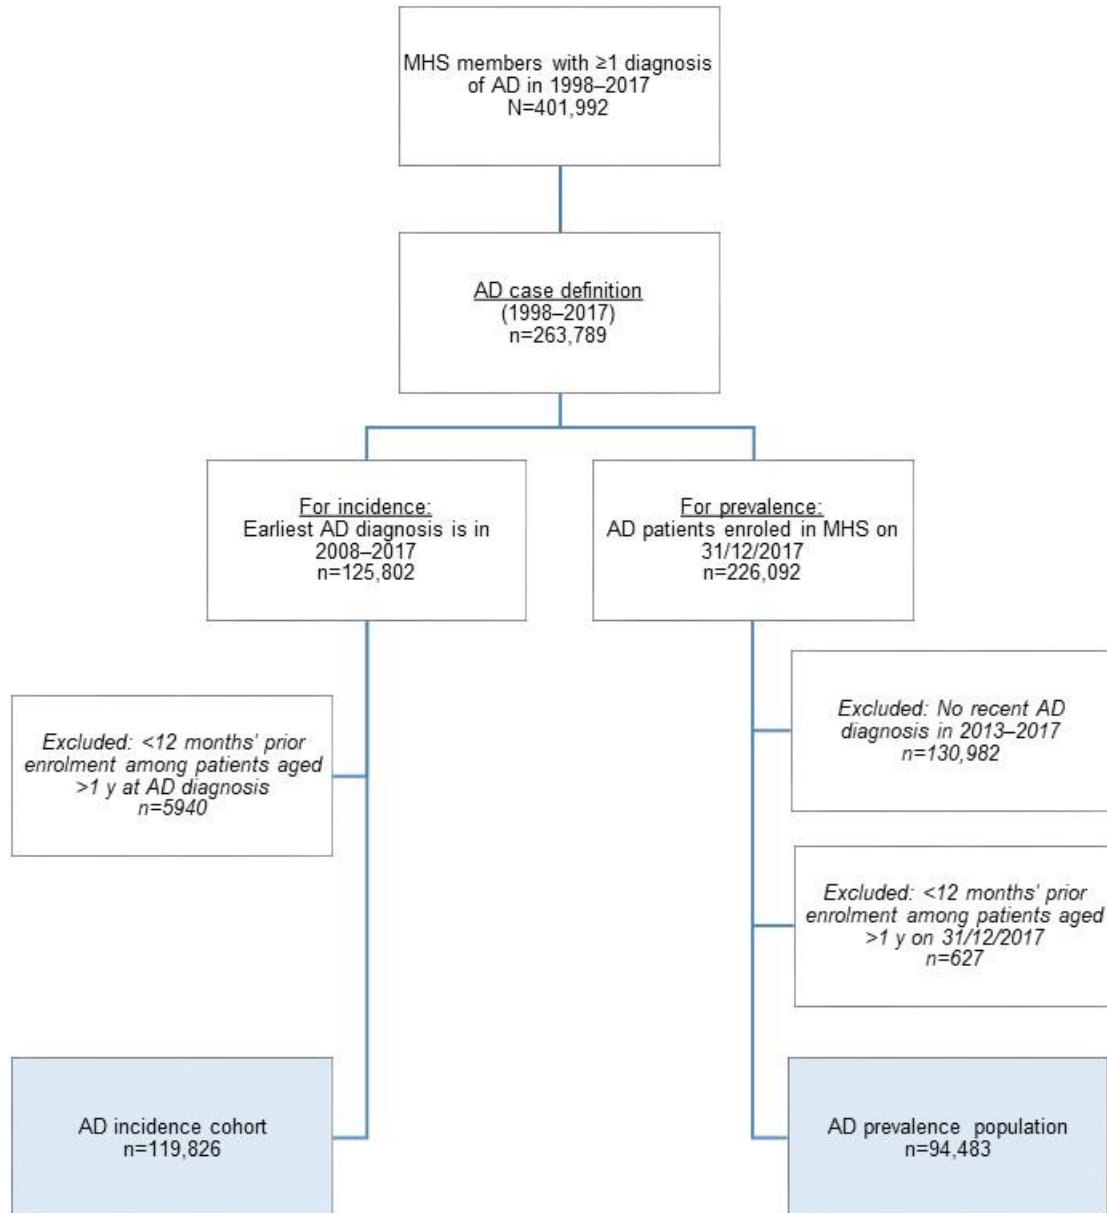 MHS members with ≥1 diagnosis
of AD in 1998–2017
N=401,992
AD case definition
(1998–2017)
n=263,789
For incidence:
Earliest AD diagnosis is in
2008–2017
n=125,802
For prevalence:
AD patients enroled in MHS on
31/12/2017
n=226,092
Excluded: <12 months' prior
enrolment among patients aged
>1 y at AD diagnosis
n=5940
Excluded: No recent AD
diagnosis in 2013–2017
n=130,982
Excluded: <12 months' prior
enrolment among patients aged
>1 y on 31/12/2017
n=627
AD incidence cohort
n=119,826
AD prevalence population
n=94,483